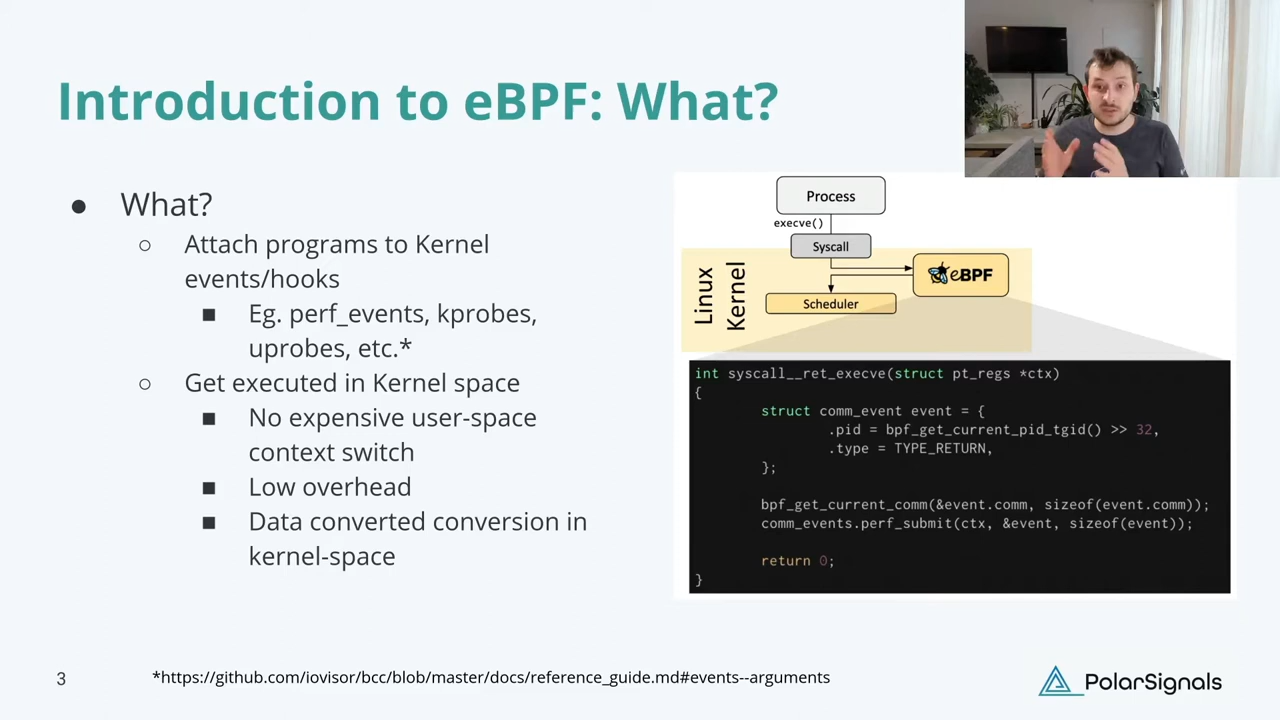 Introduction to eBPF: What?
● What?
○ Attach programs to Kernel
events/hooks
■ Eg. perf_events, kprobes,
uprobes, etc.*
○ Get executed in Kernel space
■ No expensive user-space
context switch
■ Low overhead
■ Data converted conversion in
kernel-space
Process
execve()
Syscall
Linux
Kernel
eBPF
Scheduler
int syscall__ret_execve(struct pt_regs *ctx)
{
struct comm_event event = {
.pid = bpf_get_current_pid_tgid() >> 32,
.type = TYPE_RETURN,
};
bpf_get_current_comm(&event.comm, sizeof(event.comm));
comm_events.perf_submit(ctx, &event, sizeof(event));
return 0;
}
3
*https://github.com/iovisor/bcc/blob/master/docs/reference_guide.md#events--arguments
PolarSignals